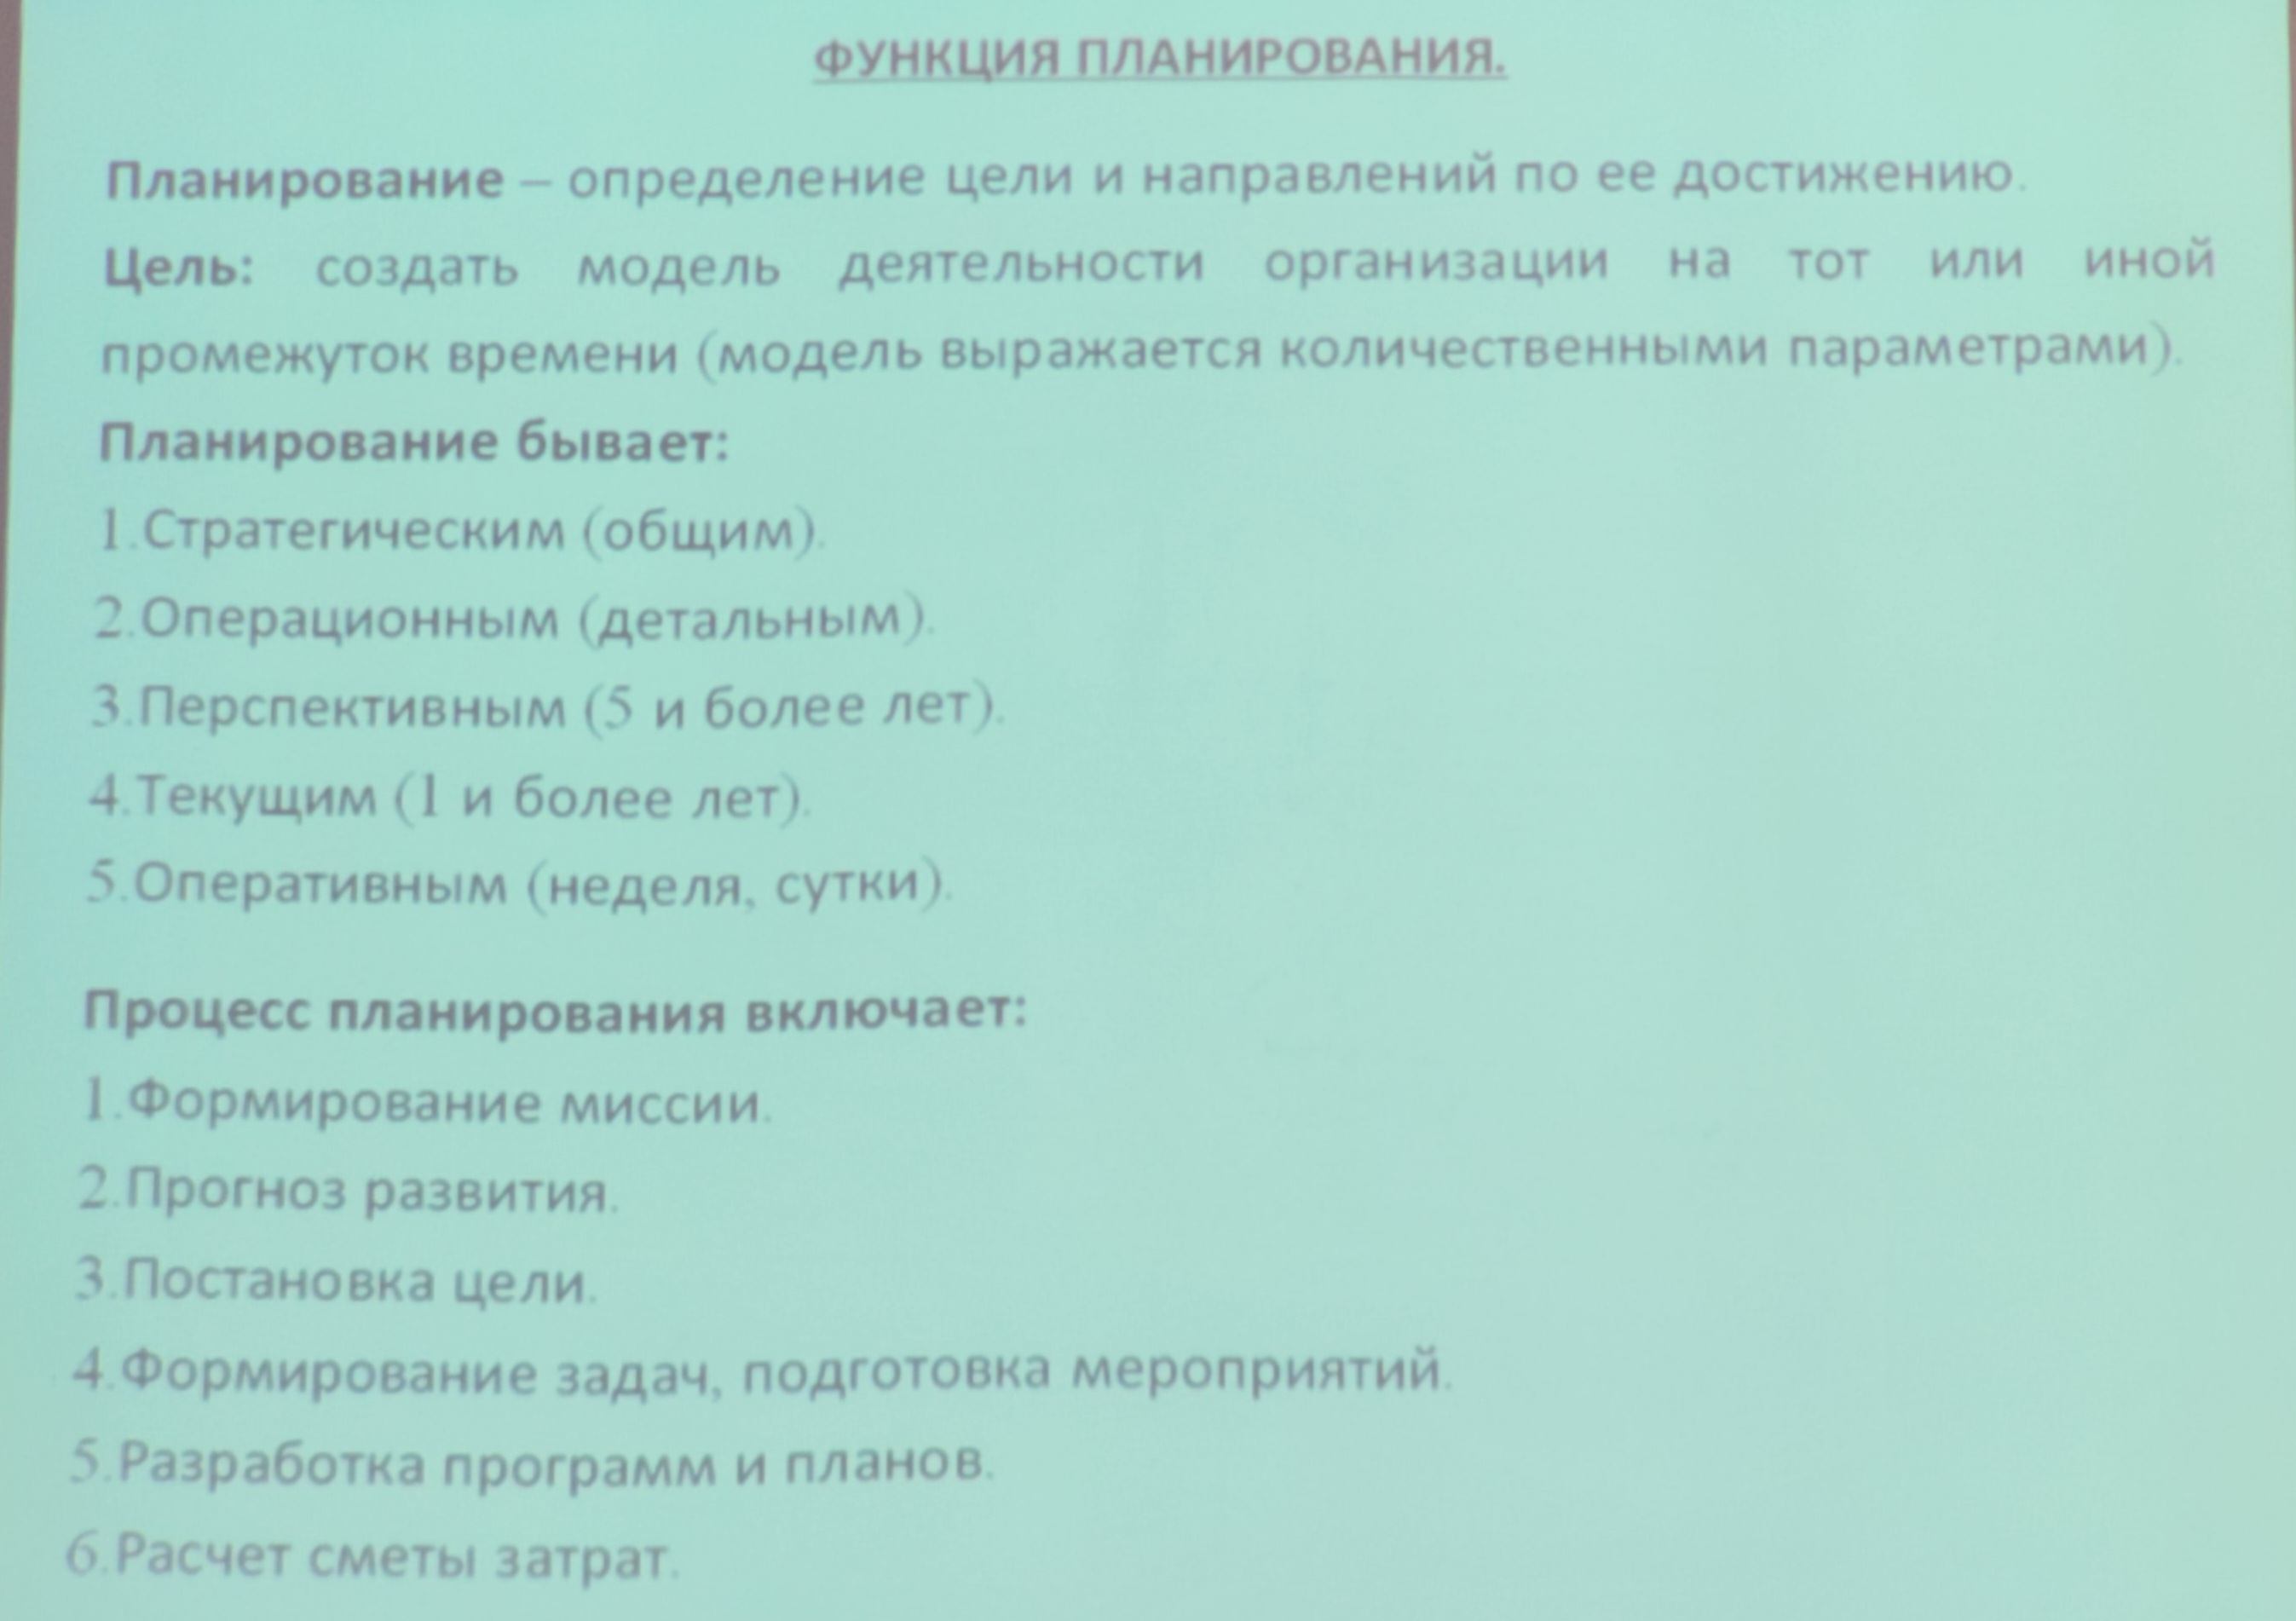 ФУНКЦИЯ ПЛАНИРОВАНИЯ.
Планирование – определение цели и направлений по ее достижению.
Цель: создать модель деятельности организации на тот или иной
промежуток времени (модель выражается количественными параметрами).
Планирование бывает:
1.Стратегическим (общим).
2.Операционным (детальным).
3.Перспективным (5 и более лет).
4.Текущим (1 и более лет).
5.Оперативным (неделя, сутки).
Процесс планирования включает:
1.Формирование миссии.
2.Прогноз развития.
3.Постановка цели.
4.Формирование задач, подготовка мероприятий.
5.Разработка программ и планов.
6.Расчет сметы затрат.